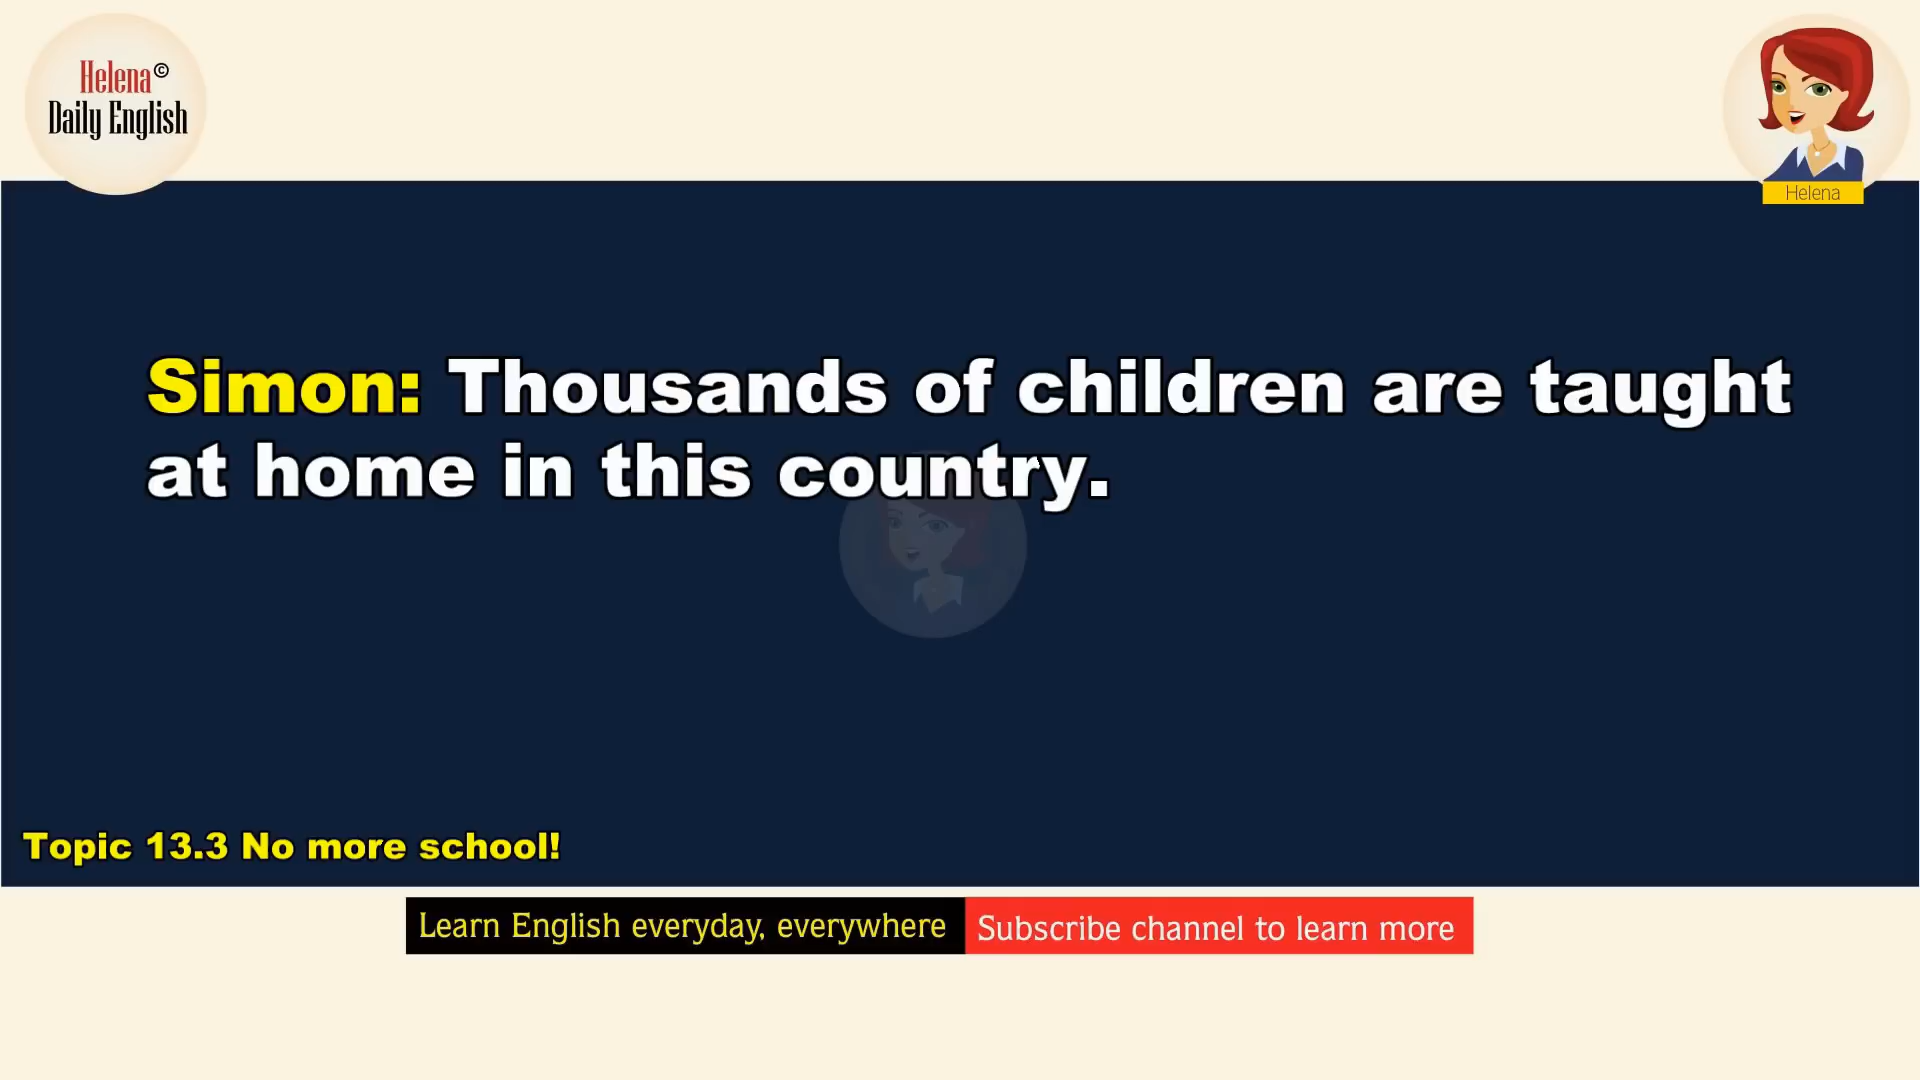 Helena©
Daily English
Helena
Simon: Thousands of children are taught
at home in this country.
Topic 13.3 No more school!
Learn English everyday, everywhere
Subscribe channel to learn more